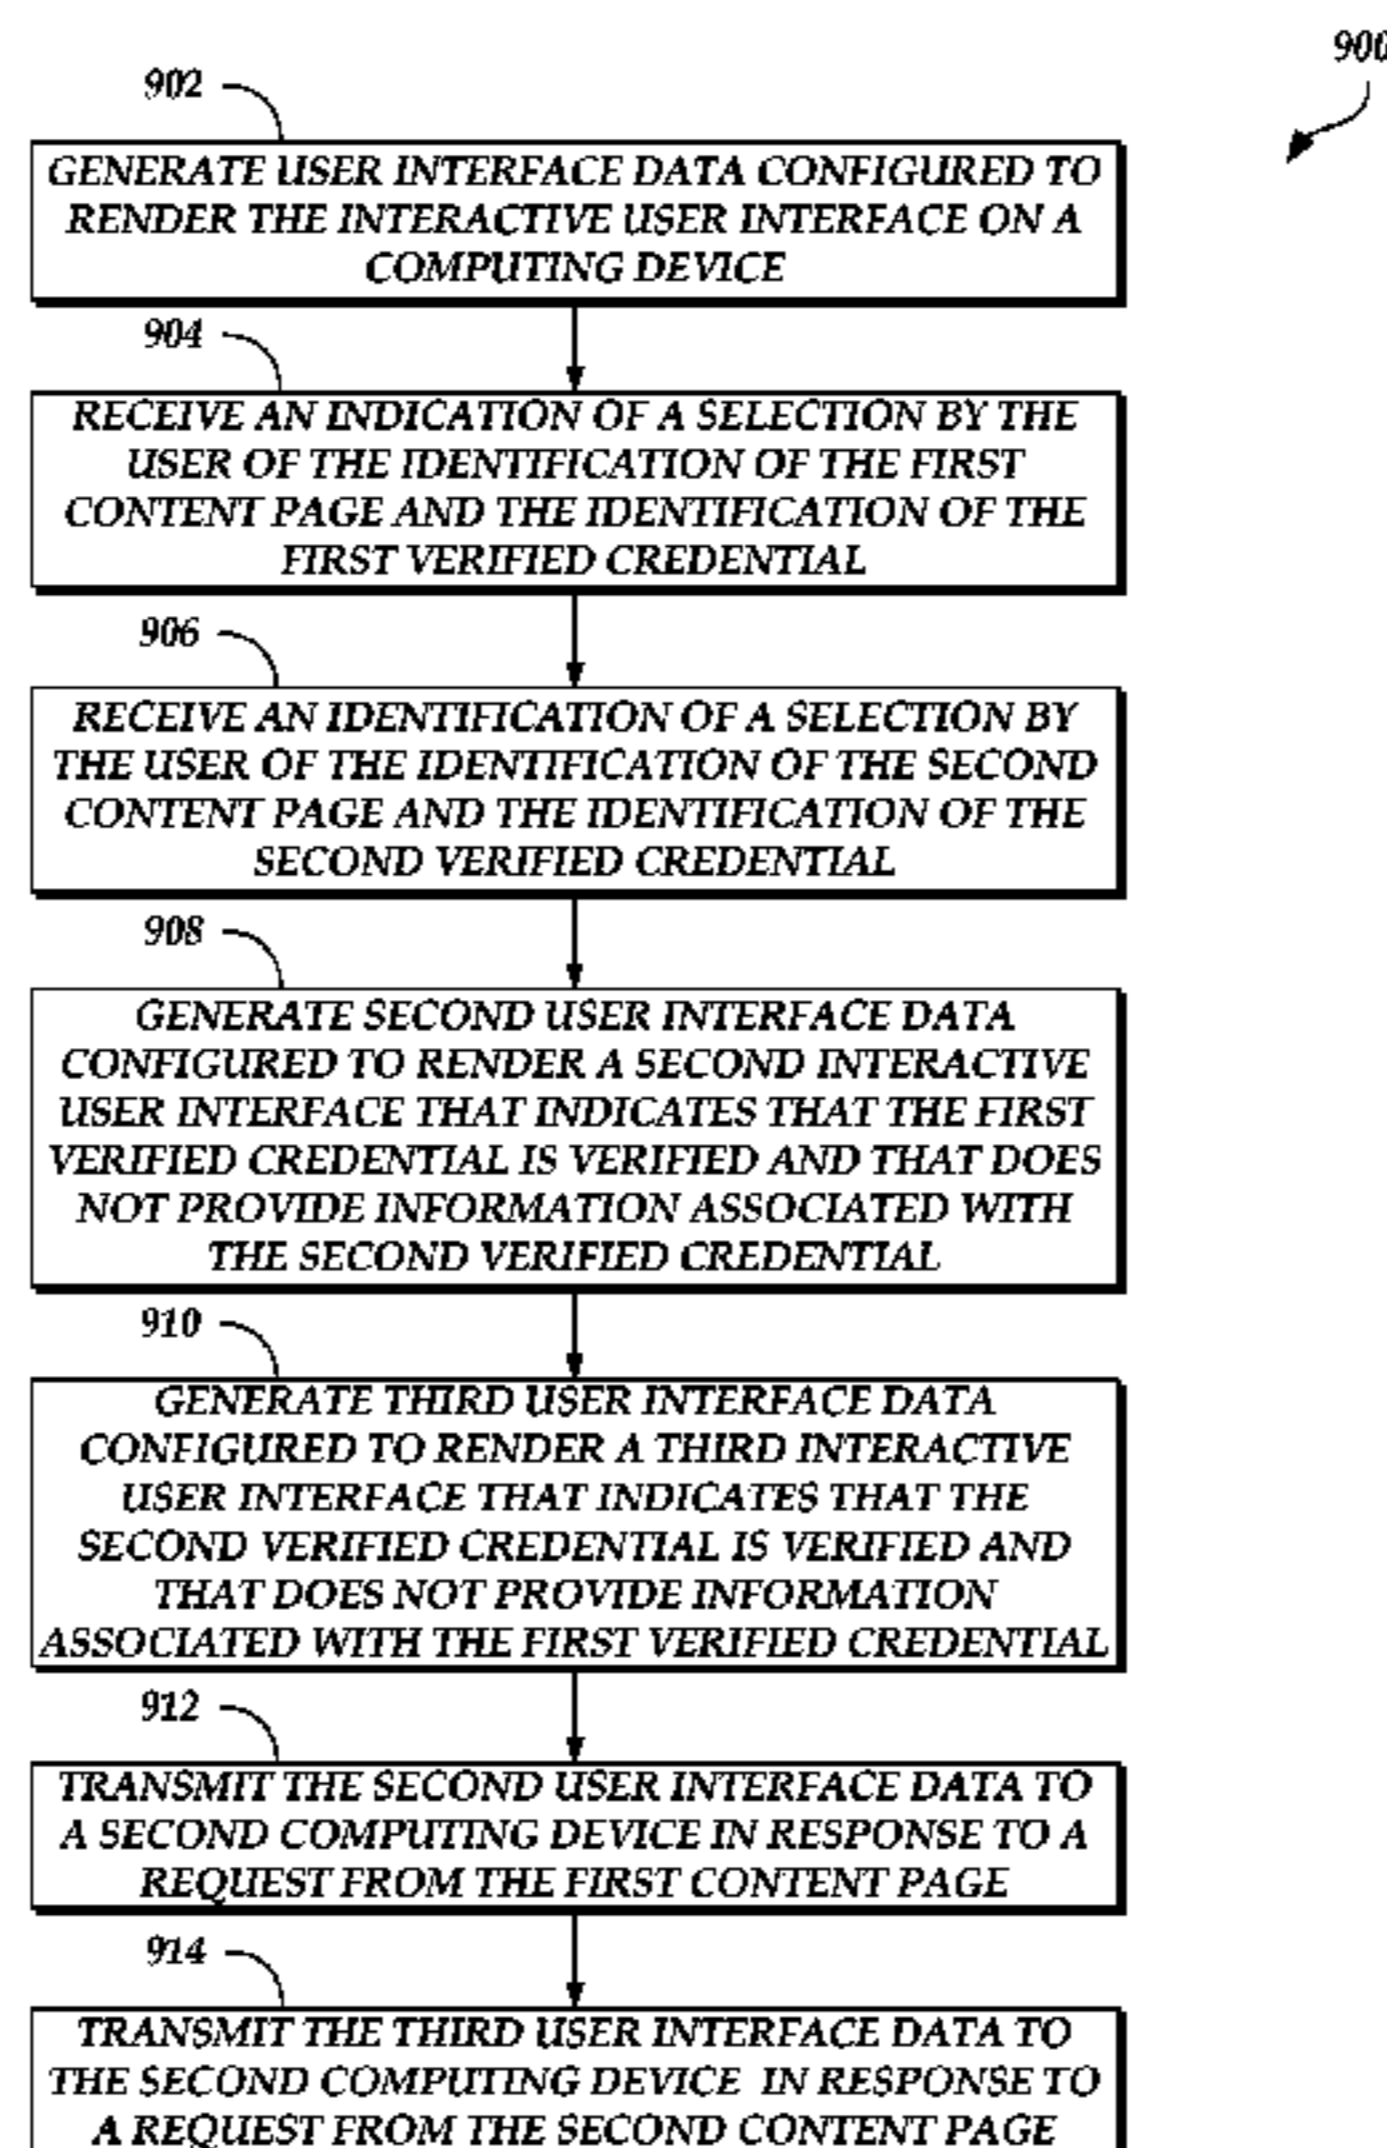 900
902
GENERATE USER INTERFACE DATA CONFIGURED TO
RENDER THE INTERACTIVE USER INTERFACE ON A
COMPUTING DEVICE
904
RECEIVE AN INDICATION OF A SELECTION BY THE
USER OF THE IDENTIFICATION OF THE FIRST
CONTENT PAGE AND THE IDENTIFICATION OF THE
FIRST VERIFIED CREDENTIAL
906
RECEIVE AN IDENTIFICATION OF A SELECTION BY
THE USER OF THE IDENTIFICATION OF THE SECOND
CONTENT PAGE AND THE IDENTIFICATION OF THE
SECOND VERIFIED CREDENTIAL
908
GENERATE SECOND USER INTERFACE DATA
CONFIGURED TO RENDER A SECOND INTERACTIVE
USER INTERFACE THAT INDICATES THAT THE FIRST
VERIFIED CREDENTIAL IS VERIFIED AND THAT DOES
NOT PROVIDE INFORMATION ASSOCIATED WITH
THE SECOND VERIFIED CREDENTIAL
910
GENERATE THIRD USER INTERFACE DATA
CONFIGURED TO RENDER A THIRD INTERACTIVE
USER INTERFACE THAT INDICATES THAT THE
SECOND VERIFIED CREDENTIAL IS VERIFIED AND
THAT DOES NOT PROVIDE INFORMATION
ASSOCIATED WITH THE FIRST VERIFIED CREDENTIAL
912
TRANSMIT THE SECOND USER INTERFACE DATA TO
A SECOND COMPUTING DEVICE IN RESPONSE TO A
REQUEST FROM THE FIRST CONTENT PAGE
914
TRANSMIT THE THIRD USER INTERFACE DATA TO
THE SECOND COMPUTING DEVICE IN RESPONSE TO
A REQUEST FROM THE SECOND CONTENT PAGE